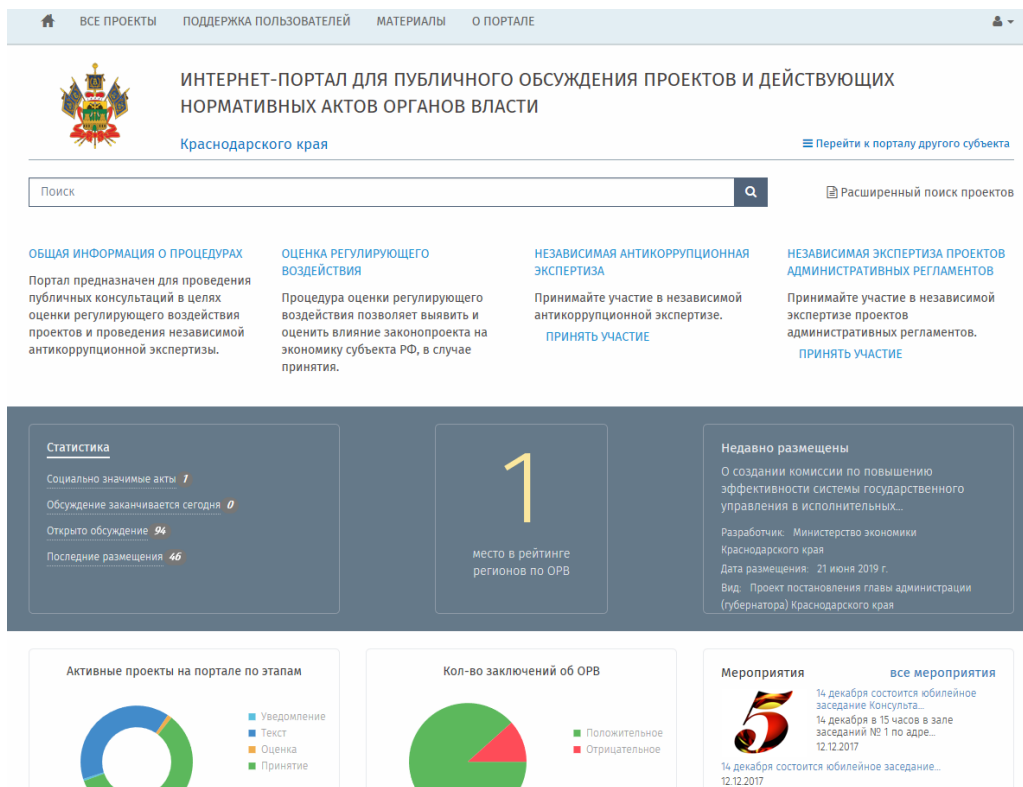 ВСЕ ПРОЕКТЫ ПОДДЕРЖКА ПОЛЬЗОВАТЕЛЕЙ МАТЕРИАЛЫ О ПОРТАЛЕ
ИНТЕРНЕТ-ПОРТАЛ ДЛЯ ПУБЛИЧНОГО ОБСУЖДЕНИЯ ПРОЕКТОВ И ДЕЙСТВУЮЩИХ
НОРМАТИВНЫХ АКТОВ ОРГАНОВ ВЛАСТИ
Краснодарского края
Перейти к порталу другого субъекта
Поиск
Расширенный поиск проектов
ОБЩАЯ ИНФОРМАЦИЯ О ПРОЦЕДУРАХ
Портал предназначен для проведения
публичных консультаций в целях
оценки регулирующего воздействия
проектов и проведения независимой
антикоррупционной экспертизы.
ОЦЕНКА РЕГУЛИРУЮЩЕГО
ВОЗДЕЙСТВИЯ
Процедура оценки регулирующего
воздействия позволяет выявить и
оценить влияние законопроекта на
экономику субъекта РФ, в случае
принятия.
НЕЗАВИСИМАЯ АНТИКОРРУПЦИОННАЯ
ЭКСПЕРТИЗА
Принимайте участие в независимой
антикоррупционной экспертизе.
ПРИНЯТЬ УЧАСТИЕ
НЕЗАВИСИМАЯ ЭКСПЕРТИЗА ПРОЕКТОВ
АДМИНИСТРАТИВНЫХ РЕГЛАМЕНТОВ
Принимайте участие в независимой
экспертизе проектов
административных регламентов.
ПРИНЯТЬ УЧАСТИЕ
Статистика
Социально значимые акты 1
Обсуждение заканчивается сегодня 0
Открыто обсуждение 94
Последние размещения 46
1
место в рейтинге
регионов по ОРВ
Недавно размещены
О создании комиссии по повышению
эффективности системы государственного
управления в исполнительных...
Разработчик: Министерство экономики
Краснодарского края
Дата размещения: 21 июня 2019 г.
Вид: Проект постановления главы администрации
(губернатора) Краснодарского края
Активные проекты на портале по этапам
Уведомление
Текст
Оценка
Принятие
Кол-во заключений об ОРВ
Положительное
Отрицательное
Мероприятия все мероприятия
5
14 декабря состоится юбилейное
заседание Консульта...
14 декабря в 15 часов в зале
заседаний № 1 по адре...
12.12.2017
14 декабря состоится юбилейное заседание...
12.12.2017